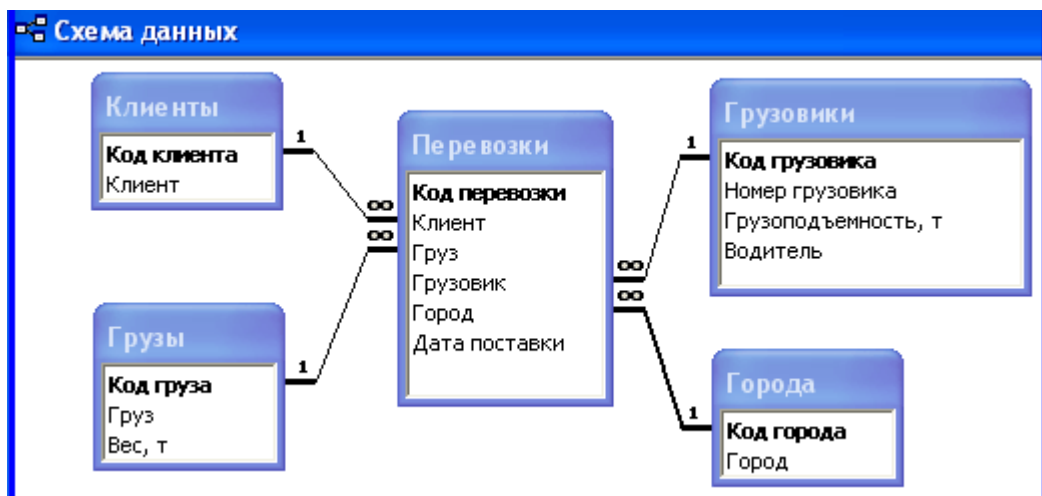 Схема данных
Клиенты
Код клиента
Клиент
1
∞
Грузы
Код груза
Груз
Вес, т
1
∞
Перевозки
Код перевозки
Клиент
Груз
Грузовик
Город
Дата поставки
Грузовики
Код грузовика
Номер грузовика
Грузоподъемность, т
Водитель
1
∞
Города
Код города
Город
1
∞